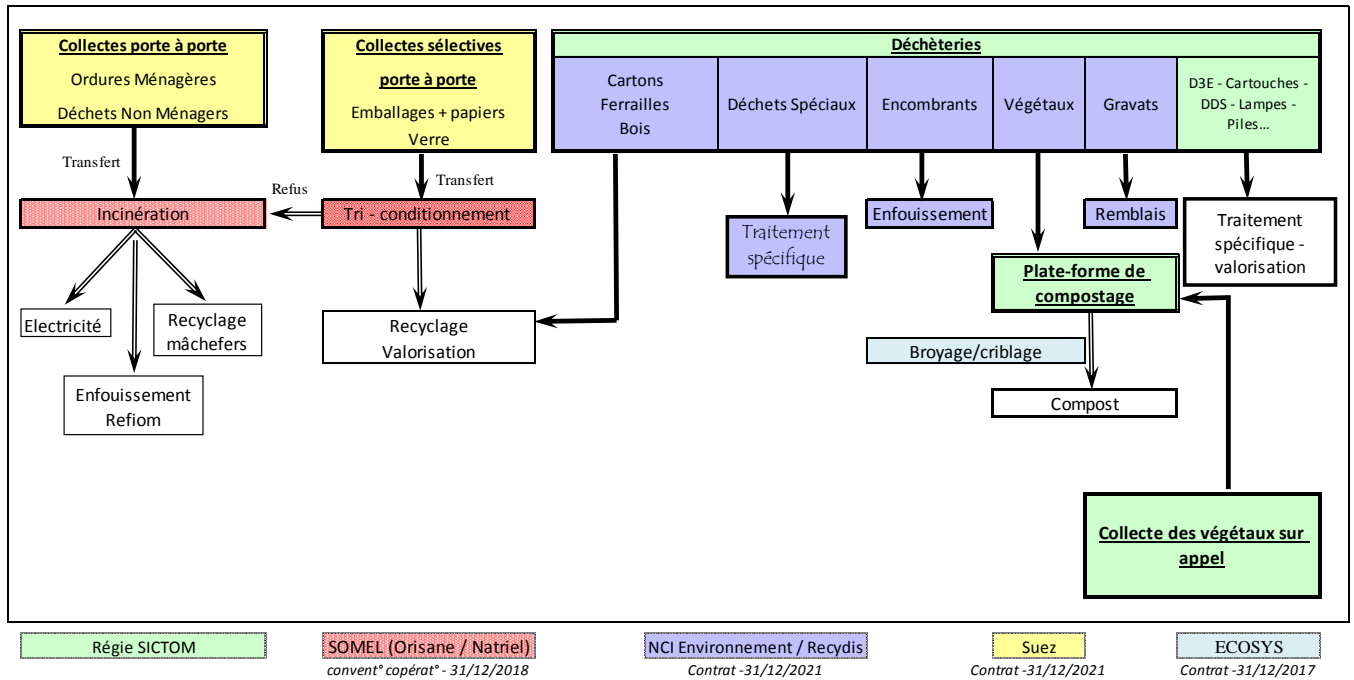 Collectes porte à porte
Ordures Ménagères
Déchets Non Ménagers
Collectes sélectives
porte à porte
Emballages + papiers
Verre
Déchèteries
Cartons
Ferrailles
Bois
Déchets Spéciaux
Encombrants
Végétaux
Gravats
D3E - Cartouches -
DDS - Lampes -
Piles...
Transfert
Transfert
Refus
Incinération
Tri - conditionnement
Traitement
spécifique
Enfouissement
Remblais
Traitement
spécifique -
valorisation
Plate-forme de
compostage
Electricité
Recyclage
mâchefers
Recyclage
Valorisation
Broyage/criblage
Enfouissement
Refiom
Compost
Collecte des végétaux sur
appel
Régie SICTOM
SOMEL (Orisane / Natriel)
convent° copérat° - 31/12/2018
NCI Environnement / Recydis
Contrat -31/12/2021
Suez
Contrat -31/12/2021
ECOSYS
Contrat -31/12/2017